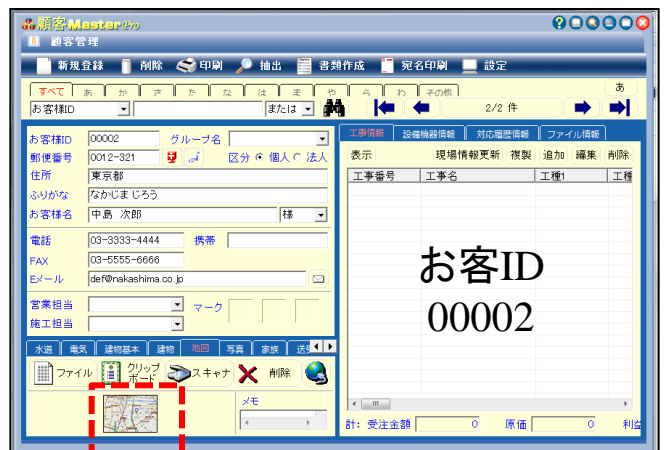 顧客MasterPro
顧客管理
新規登録 削除 印刷 抽出 書類作成 宛名印刷 設定
すべて あ か さ た な は ま や ら わ その他 あ
お客様ID または 2/2 件
お客様ID 00002 グループ名
郵便番号 0012-321 区分 個人 法人
住所 東京都
ふりがな なかじま じろう
お客様名 中島 次郎 様
電話 03-3333-4444 携帯
FAX 03-5555-6666
Eメール def@nakashima.co.jp
営業担当 マーク
施工担当
水道 電気 建物基本 建物 地図 写真 家族
ファイル クリップボード スキャナ 削除
メモ
工事情報 設備機器情報 対応履歴情報 ファイル情報
表示 現場情報更新 複製 追加 編集 削除
工事番号 工事名 工種1 工種
お客ID
00002
計: 受注金額 0 原価 0 利益